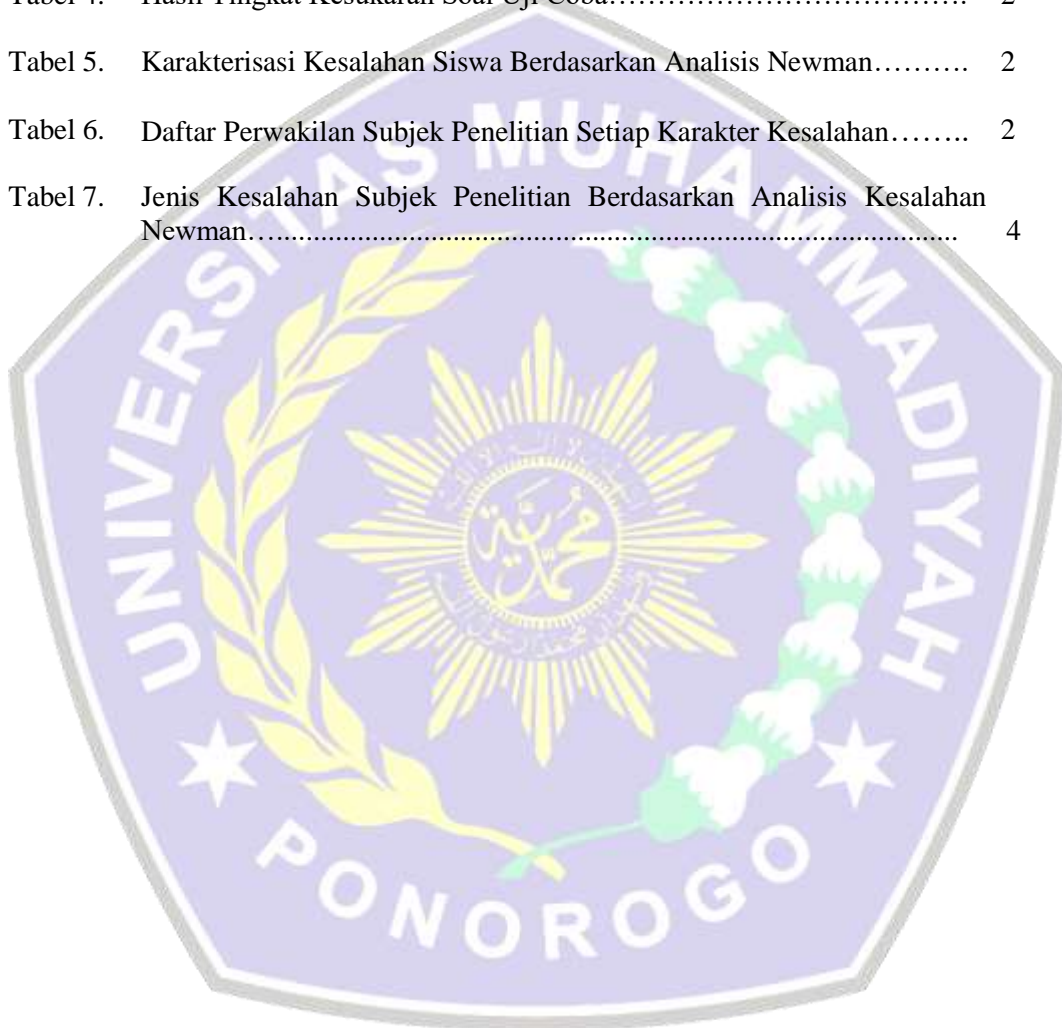 Tabel 4. Hasil Tingkat Kesukaran Soal Uji Coba………………………………. 2
Tabel 5. Karakterisasi Kesalahan Siswa Berdasarkan Analisis Newman………. 2
Tabel 6. Daftar Perwakilan Subjek Penelitian Setiap Karakter Kesalahan…….. 2
Tabel 7. Jenis Kesalahan Subjek Penelitian Berdasarkan Analisis Kesalahan
Newman…....................................................................................... 4
UNIVERSITAS MUHAMMADIYAH
PONOROGO
محمدية